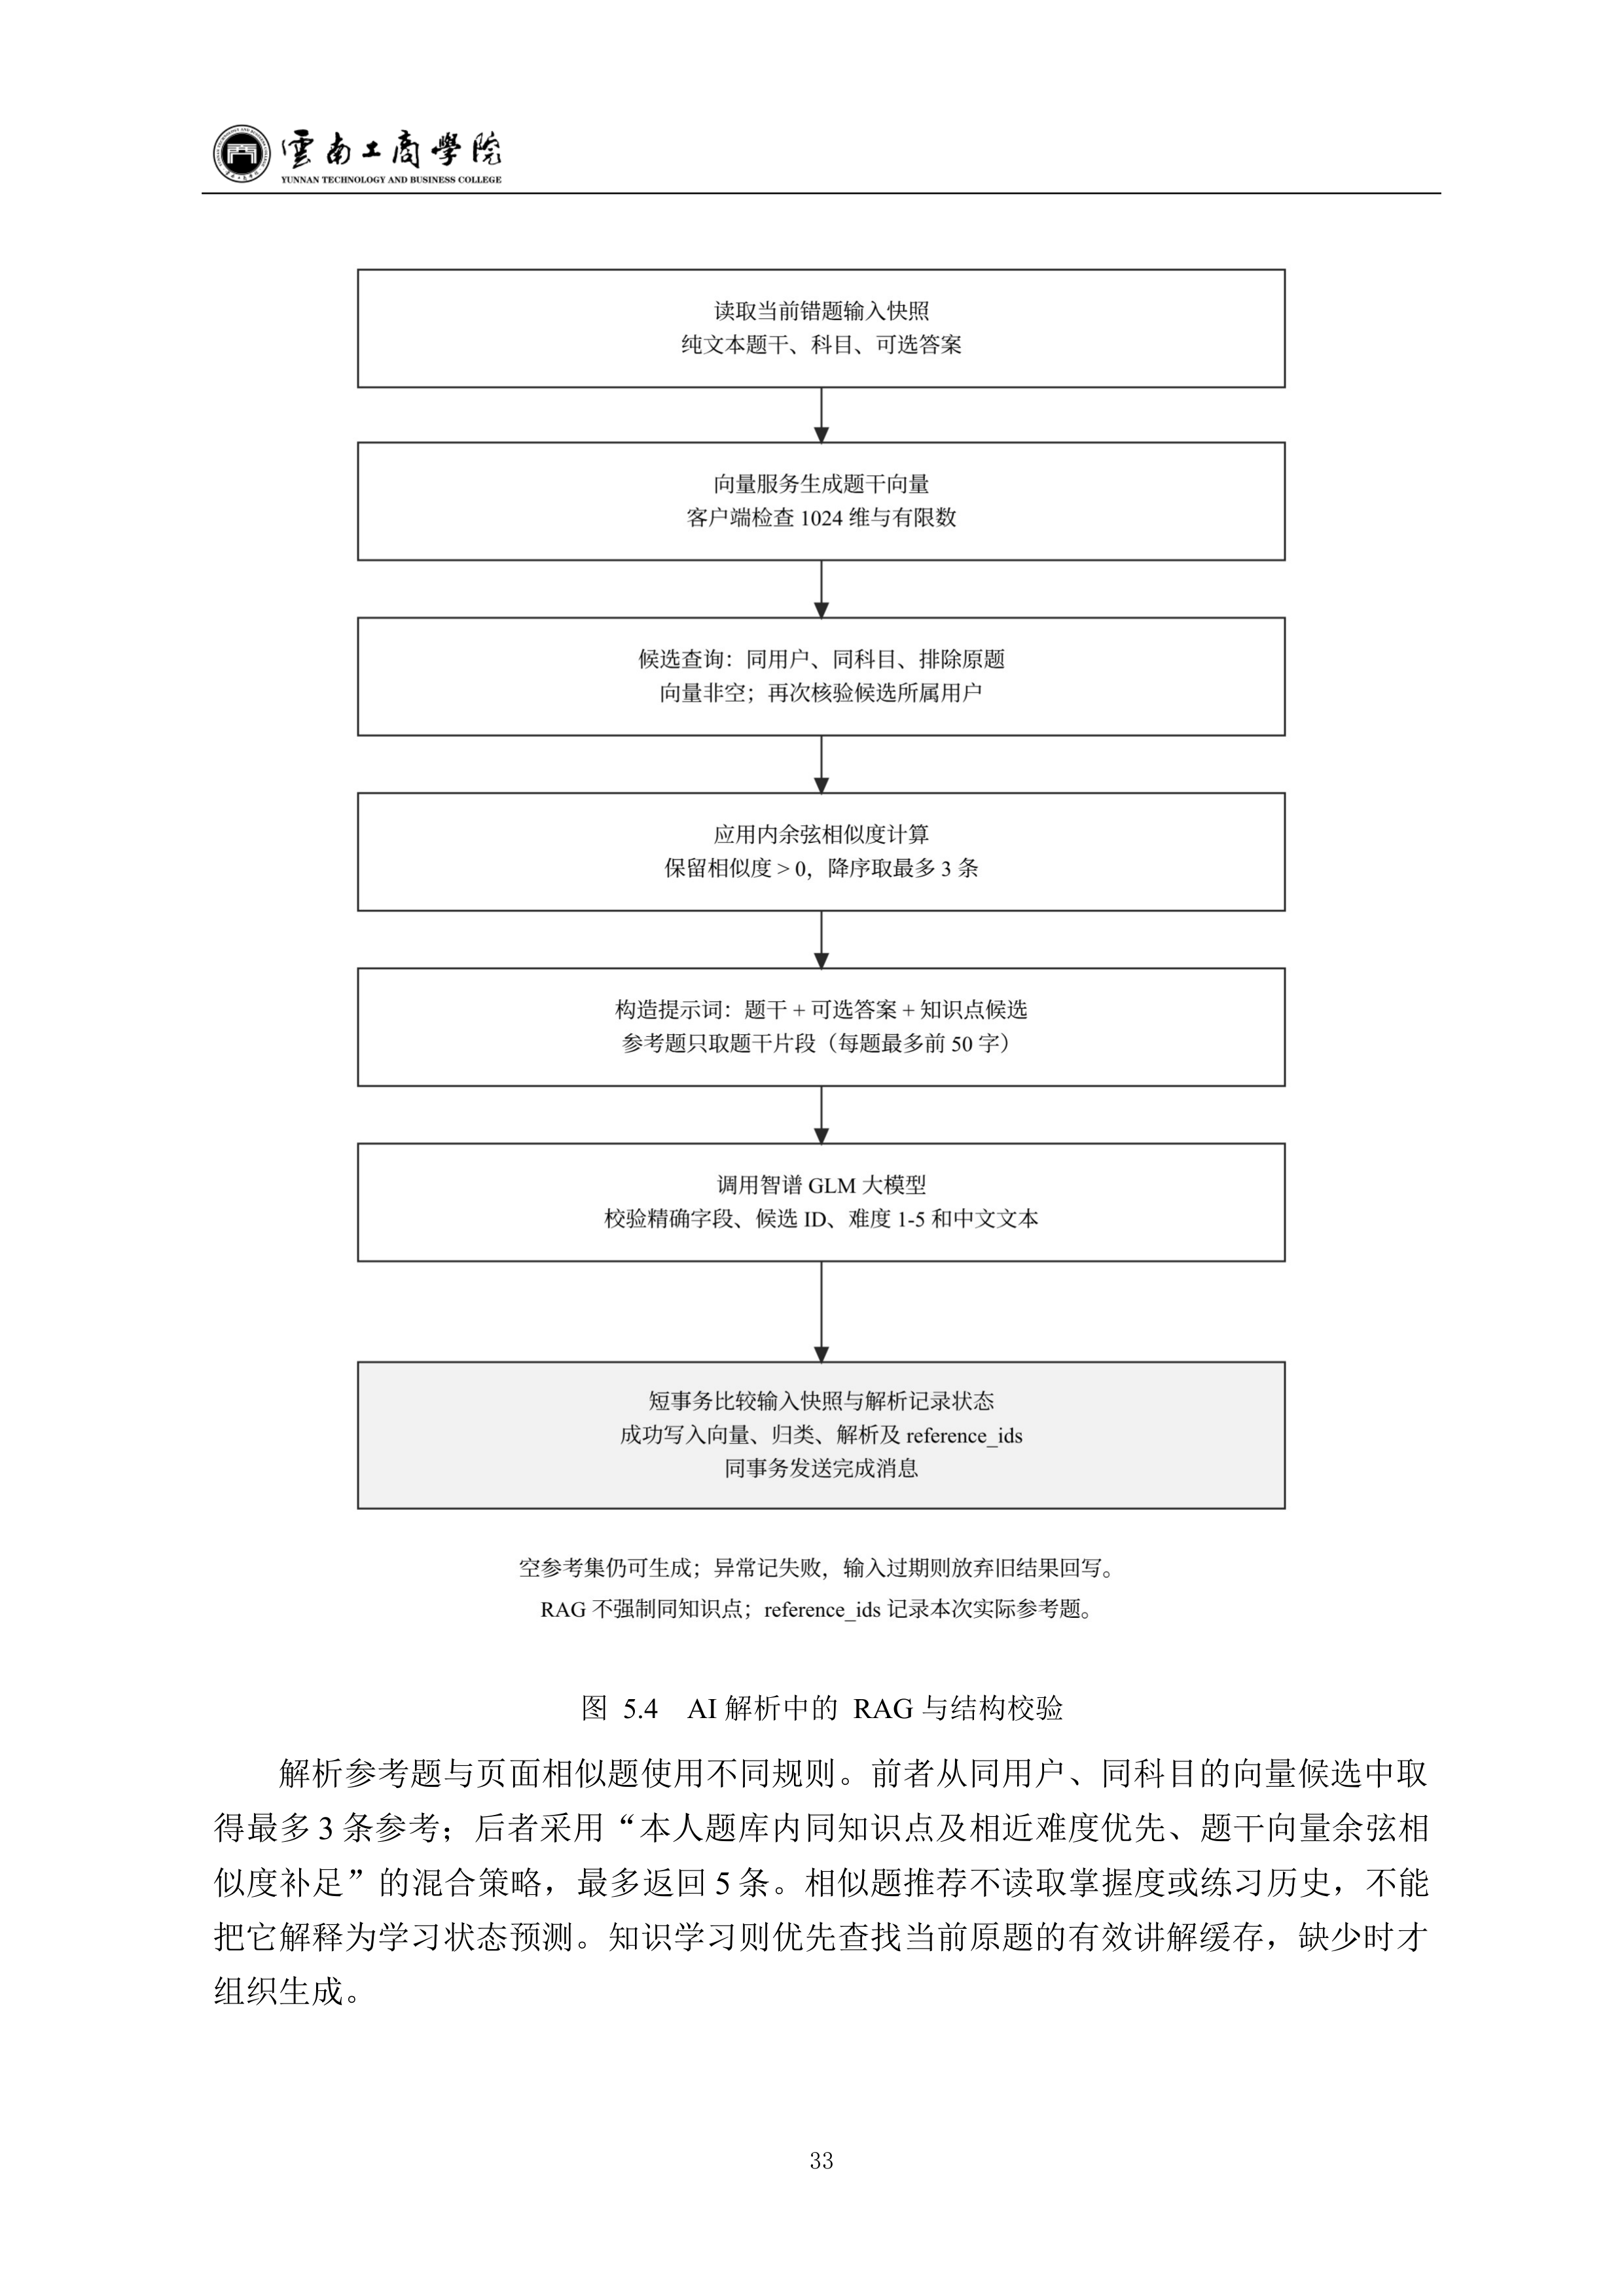 雲南工商學院
YUNNAN TECHNOLOGY AND BUSINESS COLLEGE
读取当前错题输入快照
纯文本题干、科目、可选答案
向量服务生成题干向量
客户端检查 1024 维与有限数
候选查询：同用户、同科目、排除原题
向量非空；再次核验候选所属用户
应用内余弦相似度计算
保留相似度 > 0，降序取最多 3 条
构造提示词：题干 + 可选答案 + 知识点候选
参考题只取题干片段（每题最多前 50 字）
调用智谱 GLM 大模型
校验精确字段、候选 ID、难度 1-5 和中文文本
短事务比较输入快照与解析记录状态
成功写入向量、归类、解析及 reference_ids
同事务发送完成消息
空参考集仍可生成；异常记失败，输入过期则放弃旧结果回写。
RAG 不强制同知识点；reference_ids 记录本次实际参考题。
图 5.4 AI 解析中的 RAG 与结构校验
解析参考题与页面相似题使用不同规则。前者从同用户、同科目的向量候选中取
得最多 3 条参考；后者采用“本人题库内同知识点及相近难度优先、题干向量余弦相
似度补足”的混合策略，最多返回 5 条。相似题推荐不读取掌握度或练习历史，不能
把它解释为学习状态预测。知识学习则优先查找当前原题的有效讲解缓存，缺少时才
组织生成。
33